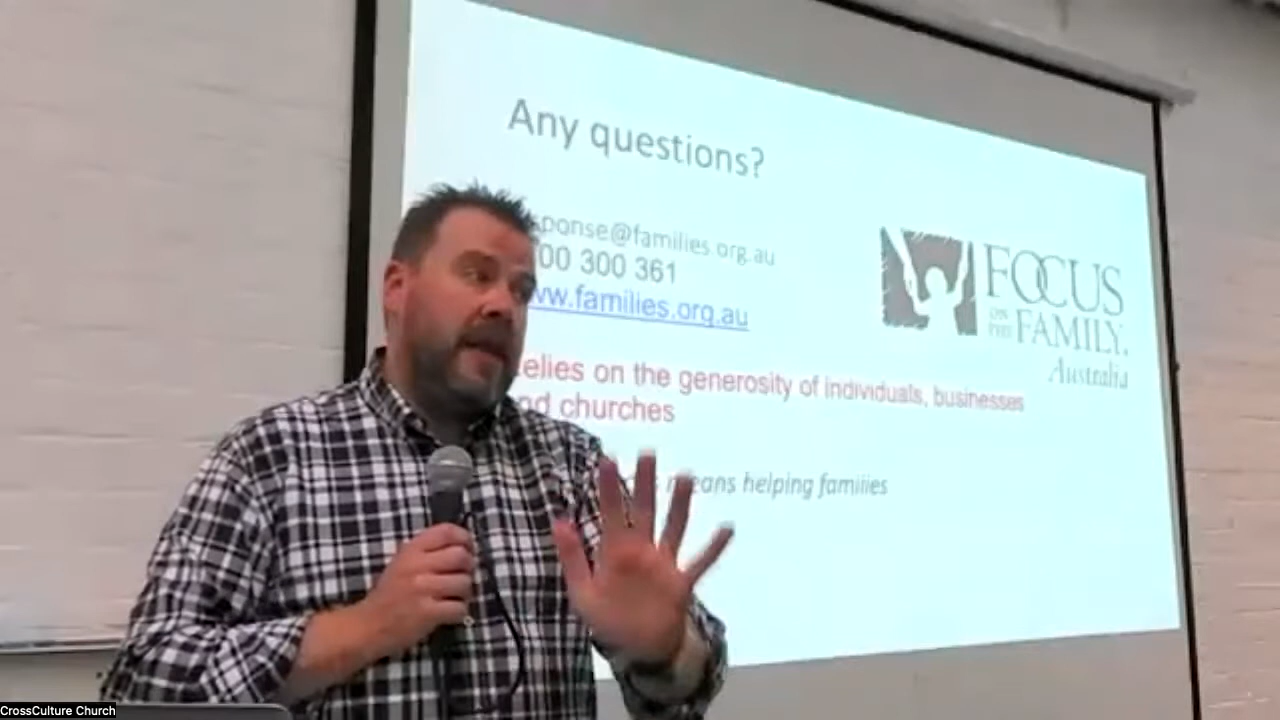 Any questions?
sponse@families.org.au
00 300 361
ww.families.org.au
elies on the generosity of individuals, businesses
nd churches
means helping families
FOCUS
ON THE
FAMILY.
Australia
CrossCulture Church